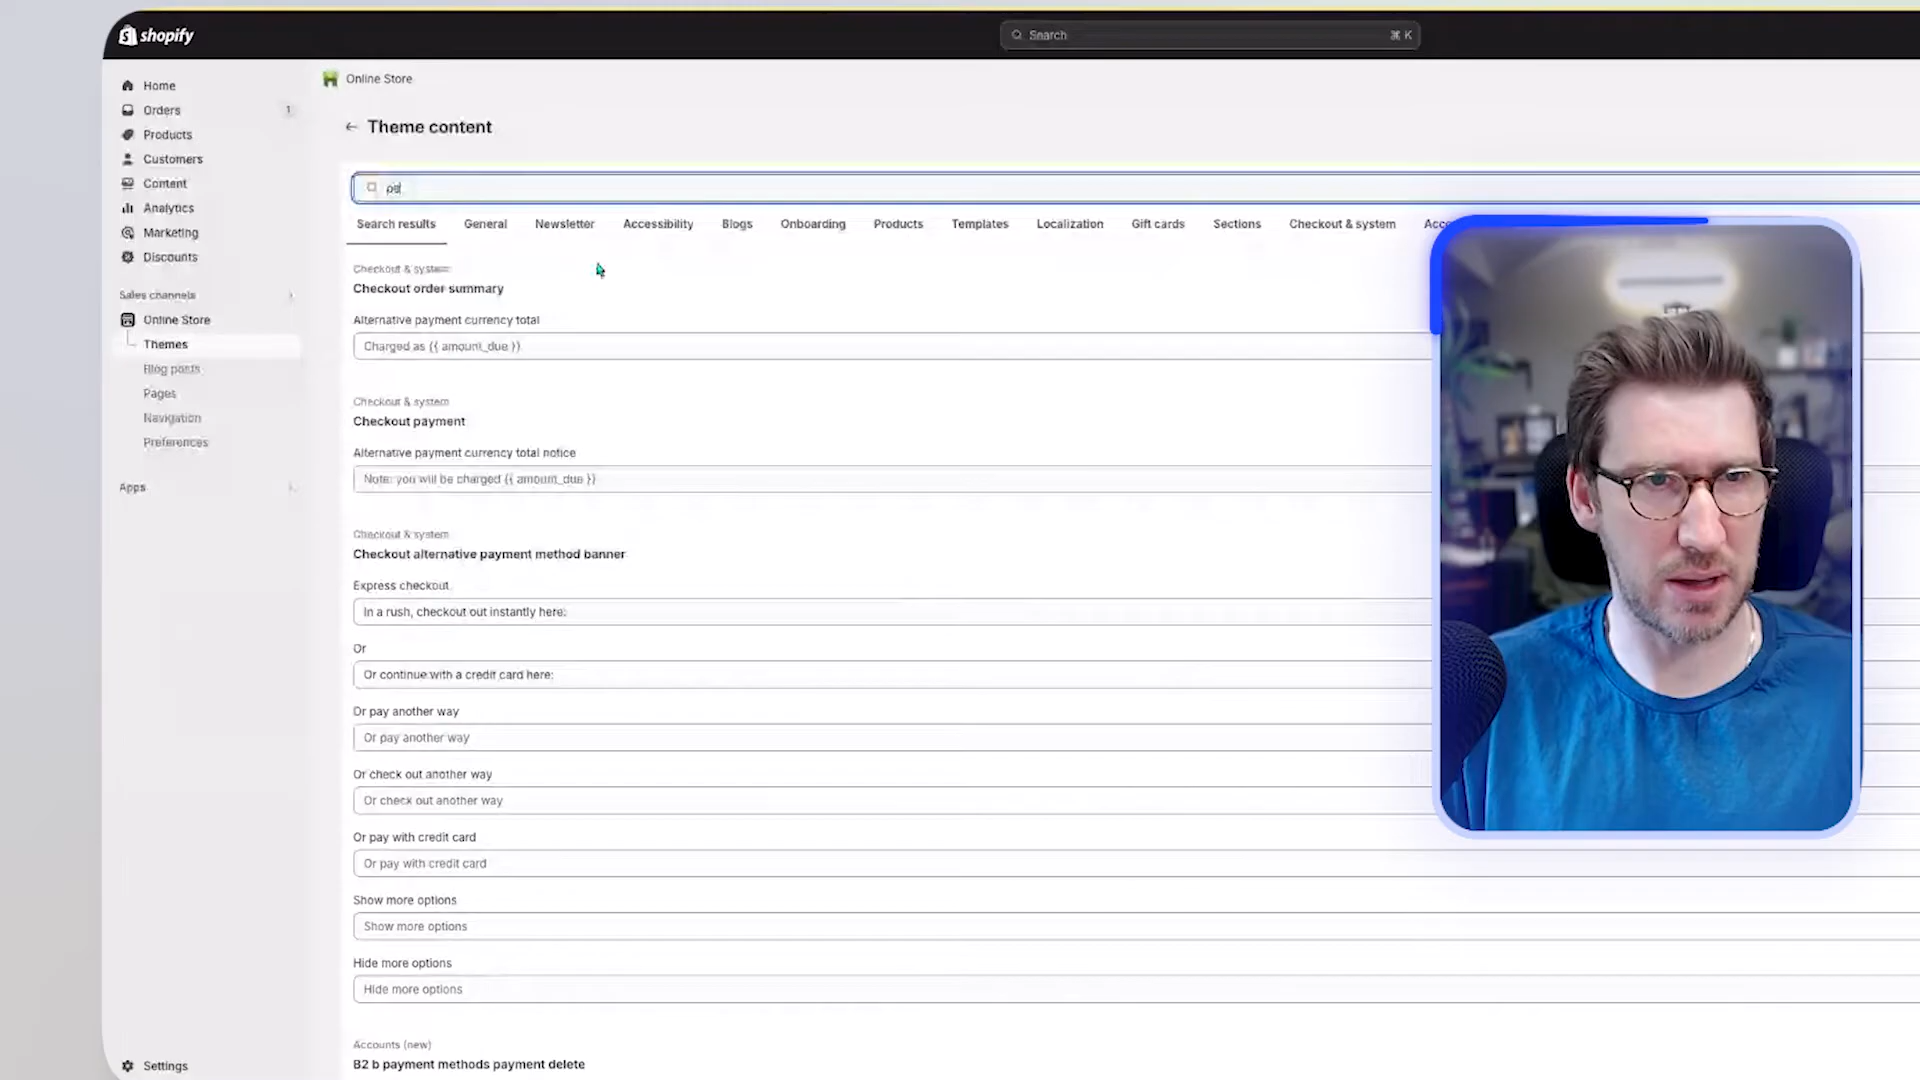 shopify
Search
⌘ K
Home
Orders
1
Products
Customers
Content
Analytics
Marketing
Discounts
Sales channels
Online Store
Themes
Blog posts
Pages
Navigation
Preferences
Apps
Settings
Online Store
Theme content
Search results
General
Newsletter
Accessibility
Blogs
Onboarding
Products
Templates
Localization
Gift cards
Sections
Checkout & system
Checkout & system
Checkout order summary
Alternative payment currency total
Charged as {{ amount_due }}
Checkout & system
Checkout payment
Alternative payment currency total notice
Note: you will be charged {{ amount_due }}
Checkout & system
Checkout alternative payment method banner
Express checkout
In a rush, checkout out instantly here:
Or
Or continue with a credit card here:
Or pay another way
Or pay another way
Or check out another way
Or check out another way
Or pay with credit card
Or pay with credit card
Show more options
Show more options
Hide more options
Hide more options
Accounts (new)
B2 b payment methods payment delete